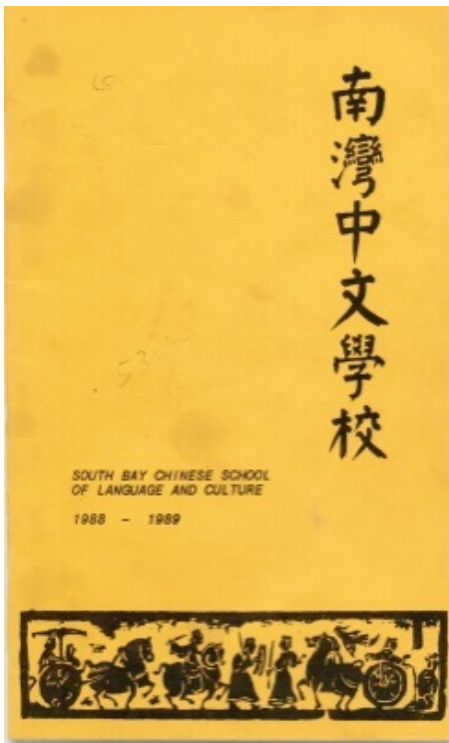 南灣中文學校
SOUTH BAY CHINESE SCHOOL
OF LANGUAGE AND CULTURE
1988 - 1989